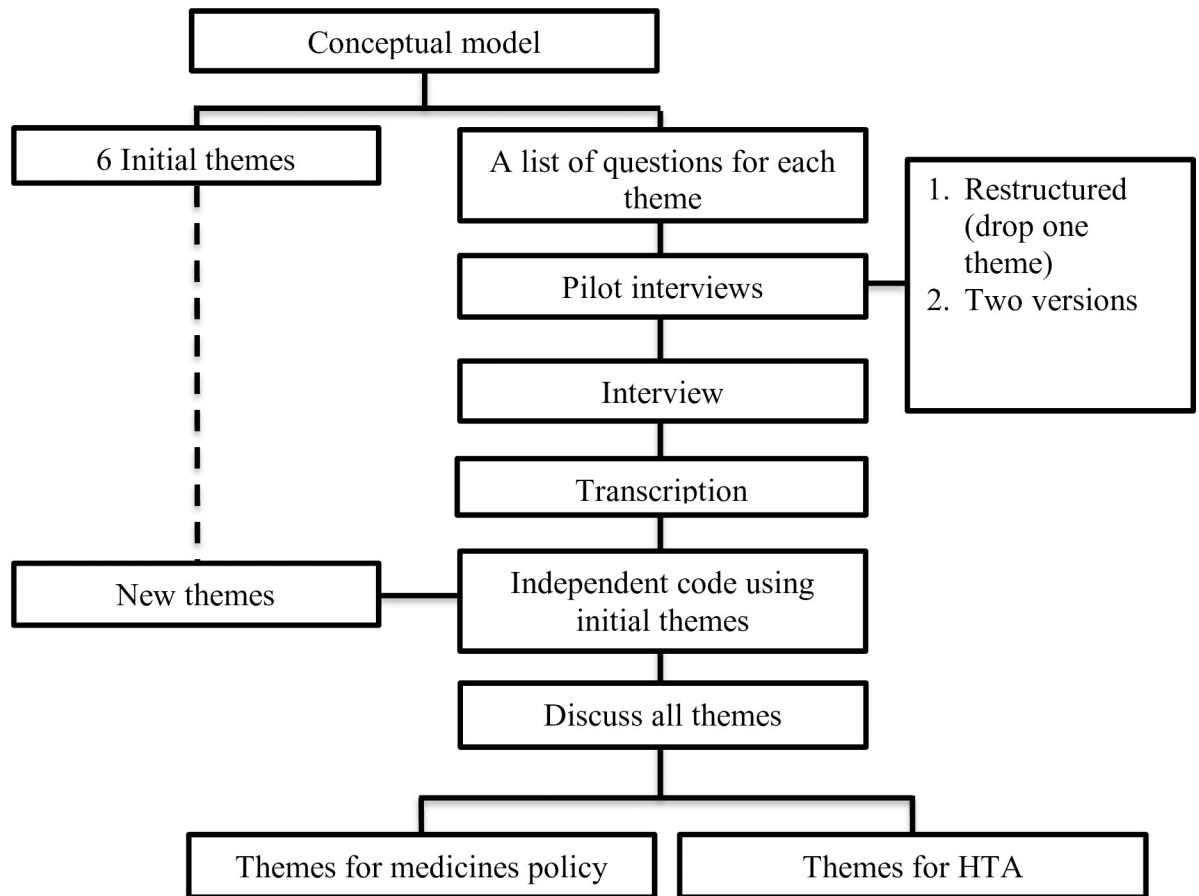 Conceptual model
6 Initial themes
A list of questions for each
theme
1. Restructured
(drop one
theme)
2. Two versions
Pilot interviews
Interview
Transcription
New themes
Independent code using
initial themes
Discuss all themes
Themes for medicines policy
Themes for HTA